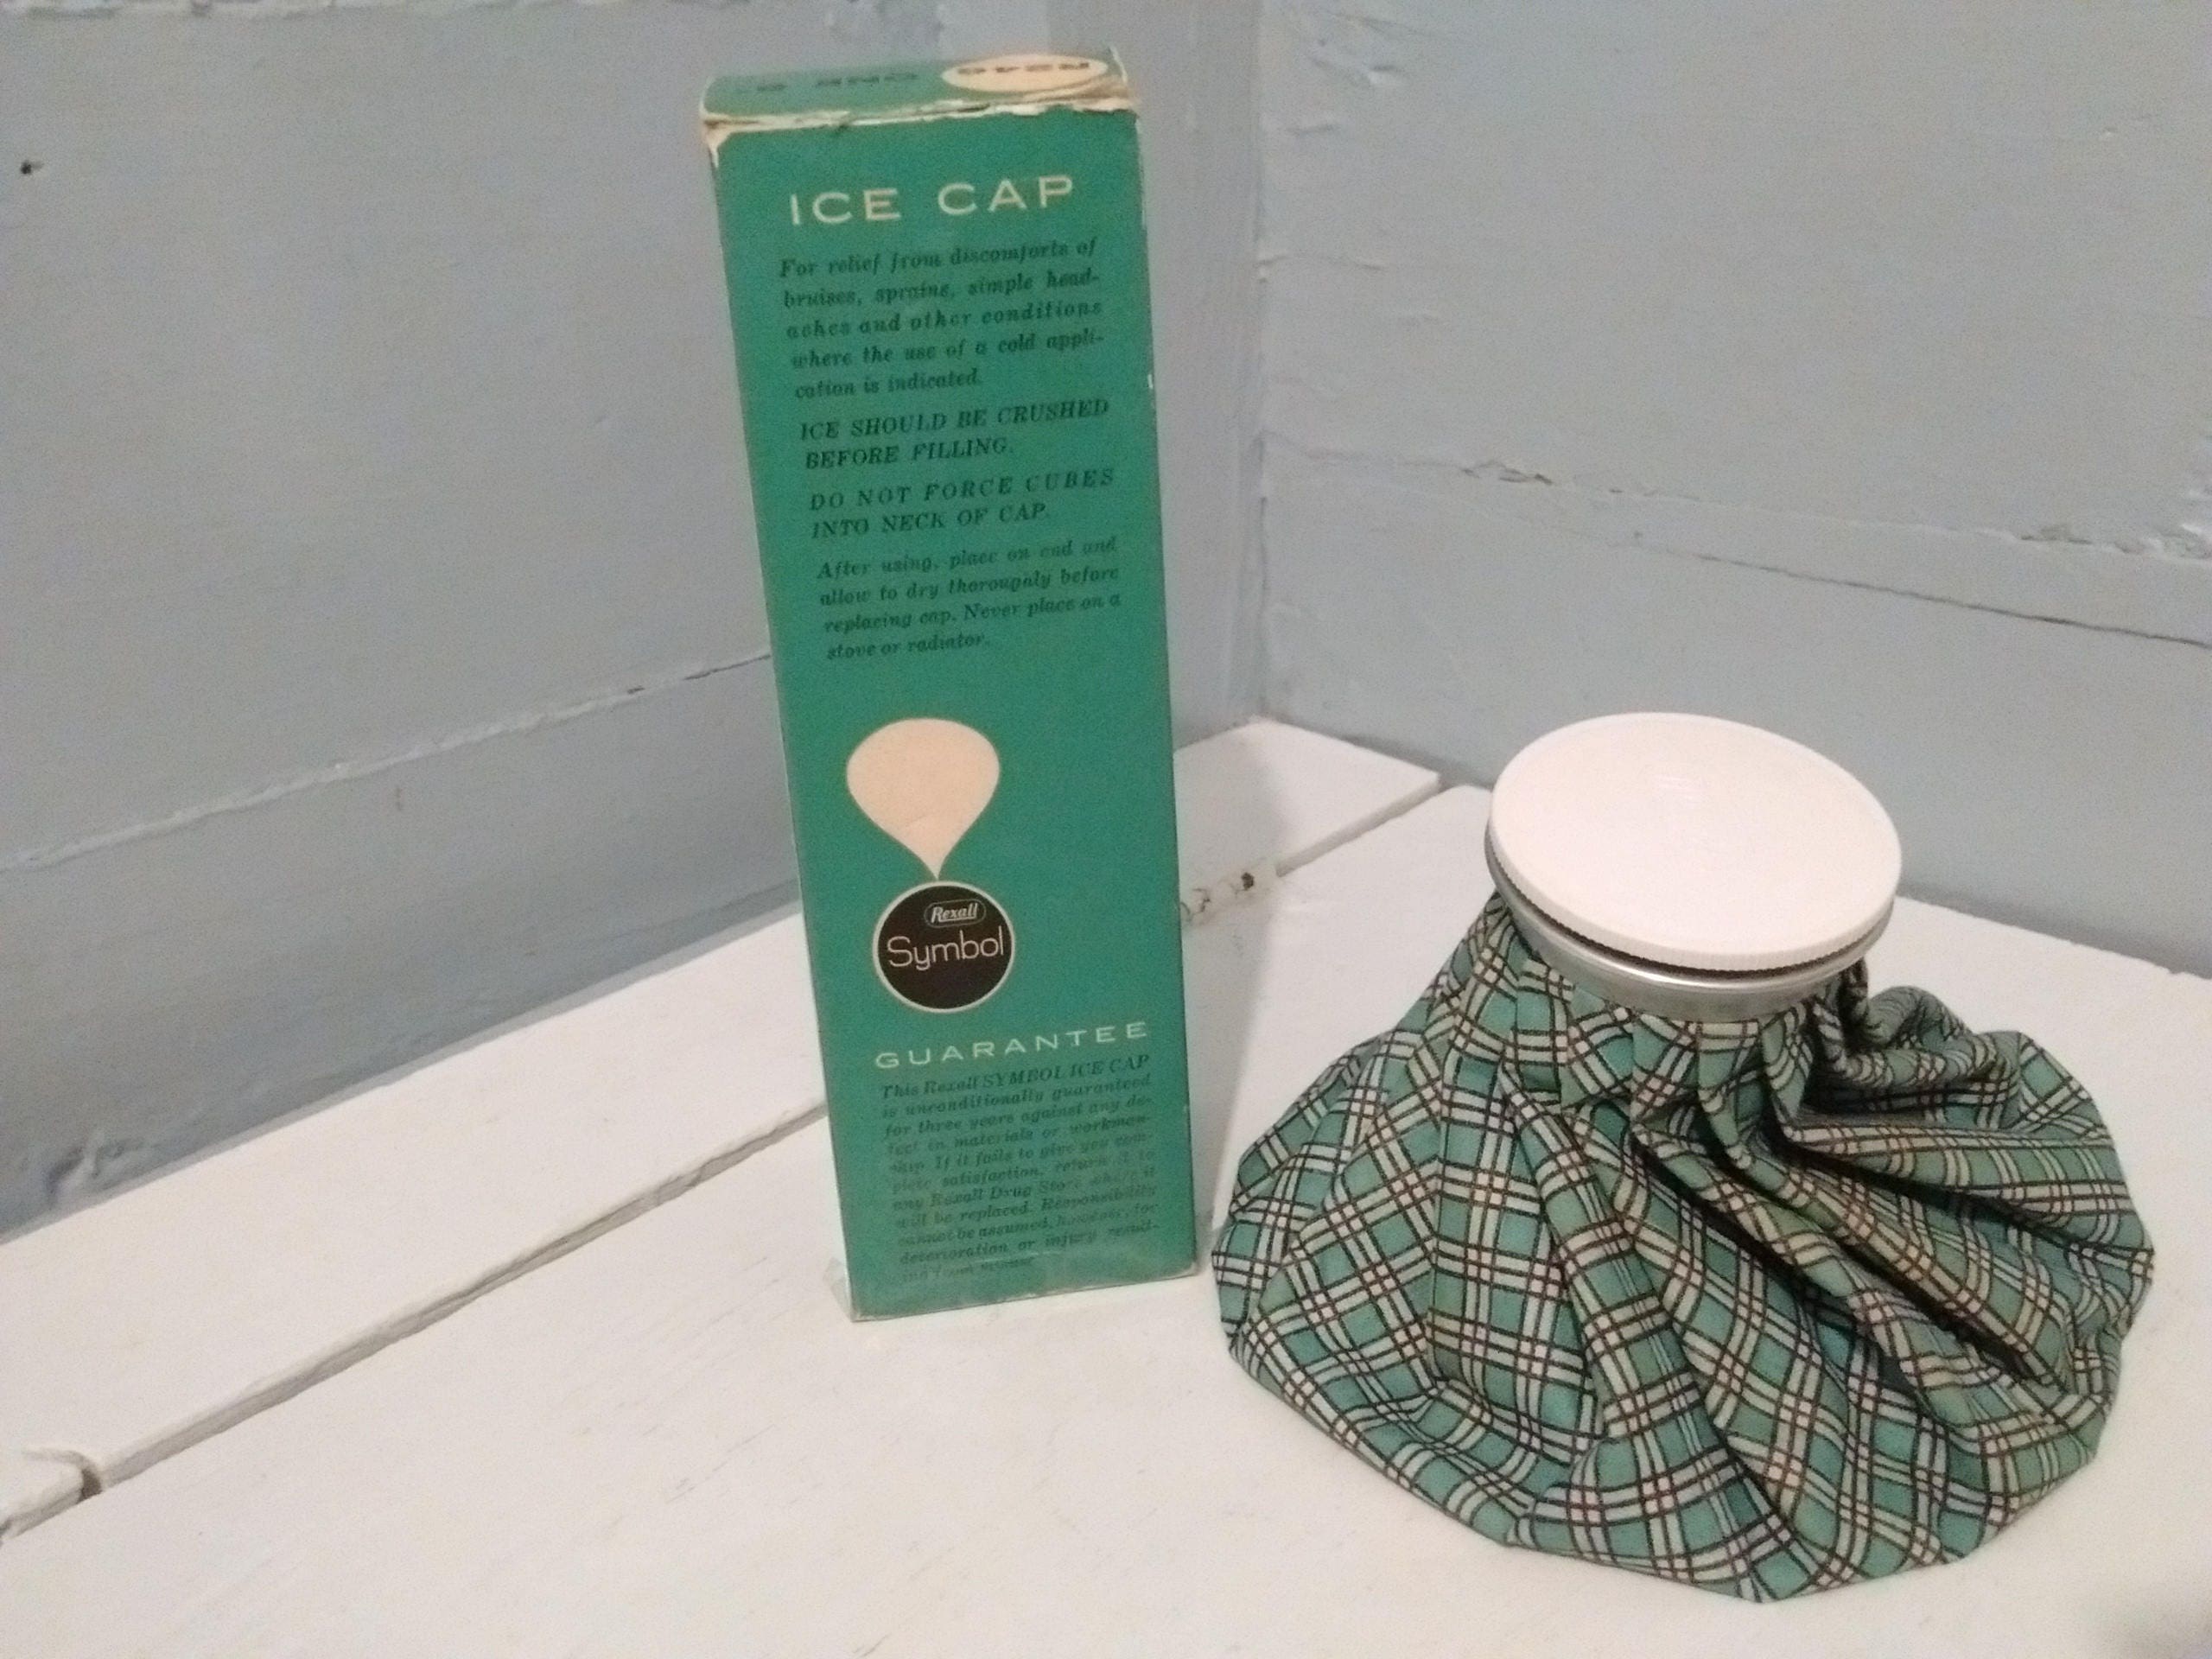 R246
ONE
ICE CAP
For relief from discomforts of
bruises, sprains, simple head-
aches and other conditions
where the use of a cold appli-
cation is indicated.
ICE SHOULD BE CRUSHED
BEFORE FILLING.
DO NOT FORCE CUBES
INTO NECK OF CAP.
After using, place on end and
allow to dry thoroughly before
replacing cap. Never place on a
stove or radiator.
Rexall
Symbol
GUARANTEE
This Rexall SYMBOL ICE CAP
is unconditionally guaranteed
for three years against any de-
fect in materials or workman-
ship. If it fails to give you com-
plete satisfaction, return it to
any Rexall Drug Store where it
will be replaced. Responsibility
cannot be assumed, however, for
deterioration or injury result-
ing from